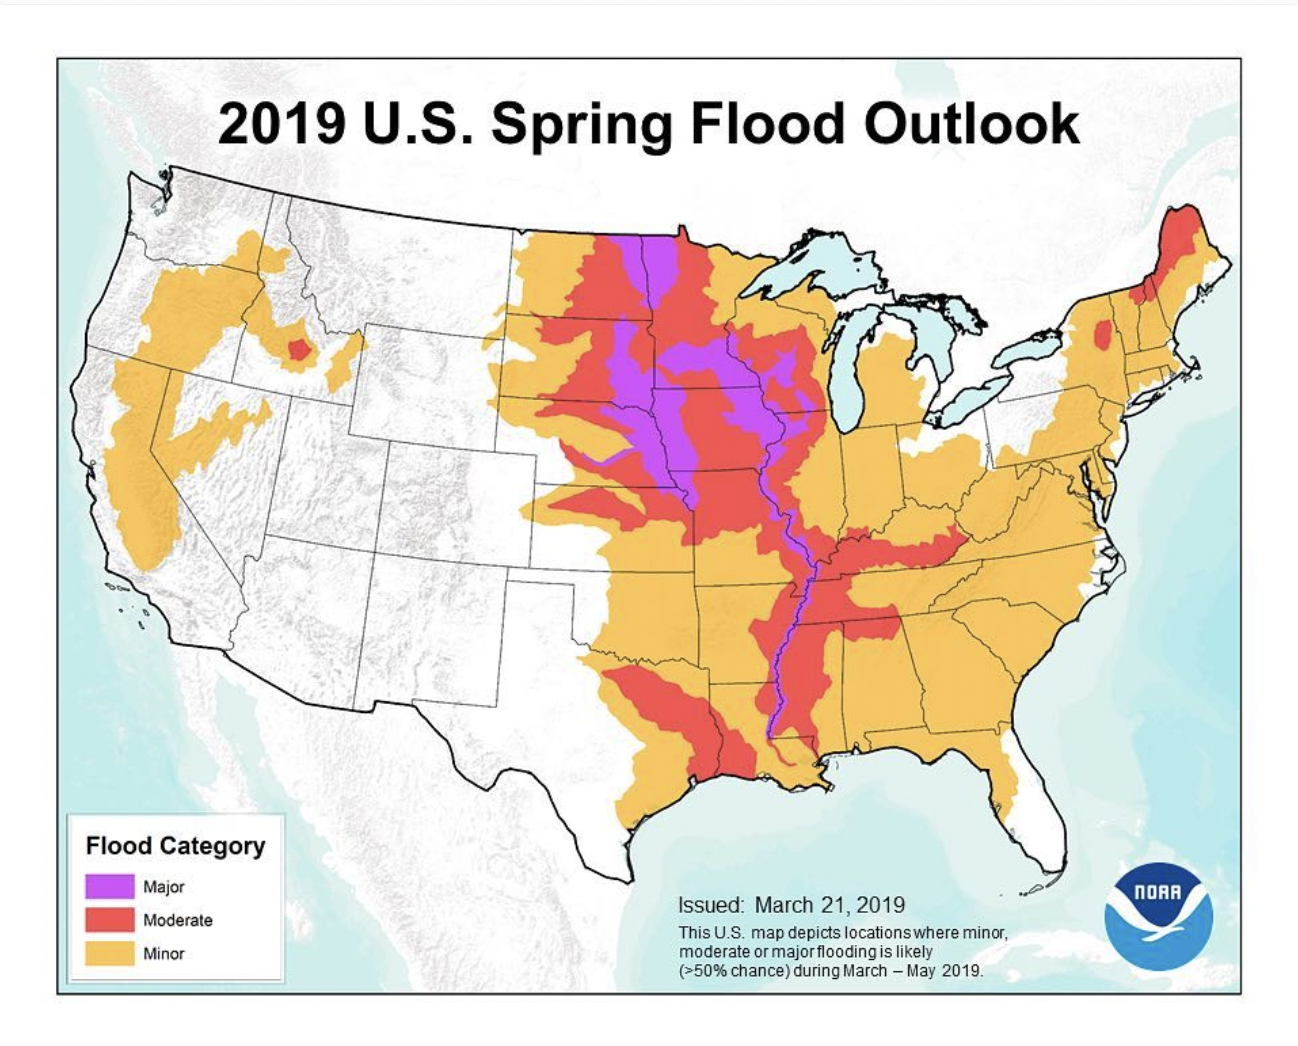 2019 U.S. Spring Flood Outlook
Flood Category
Major
Moderate
Minor
Issued: March 21, 2019
This U.S. map depicts locations where minor,
moderate or major flooding is likely
(>50% chance) during March – May 2019.
NOAA